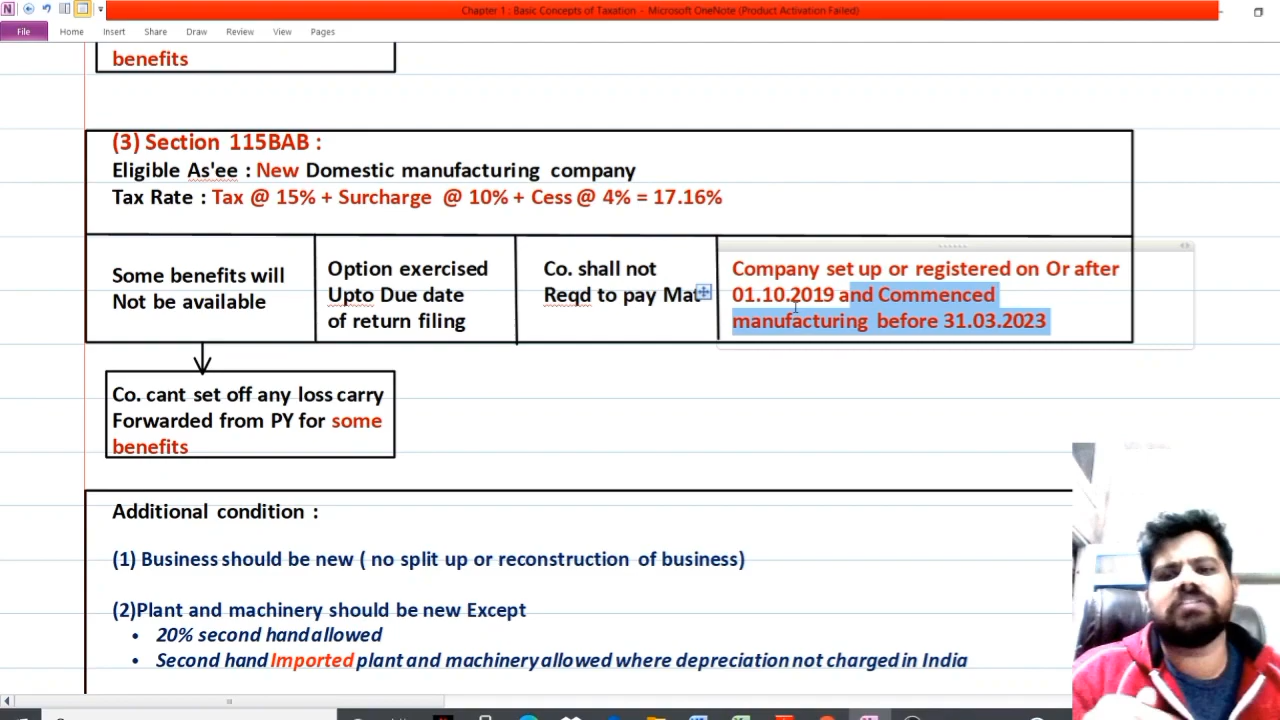 Chapter 1 : Basic Concepts of Taxation - Microsoft OneNote (Product Activation Failed)
File Home Insert Share Draw Review View Pages
benefits
(3) Section 115BAB :
Eligible As'ee : New Domestic manufacturing company
Tax Rate : Tax @ 15% + Surcharge @ 10% + Cess @ 4% = 17.16%
Some benefits will
Not be available
Option exercised
Upto Due date
of return filing
Co. shall not
Reqd to pay Mat
Company set up or registered on Or after
01.10.2019 and Commenced
manufacturing before 31.03.2023
Co. cant set off any loss carry
Forwarded from PY for some
benefits
Additional condition :
(1) Business should be new ( no split up or reconstruction of business)
(2)Plant and machinery should be new Except
• 20% second hand allowed
• Second hand Imported plant and machinery allowed where depreciation not charged in India